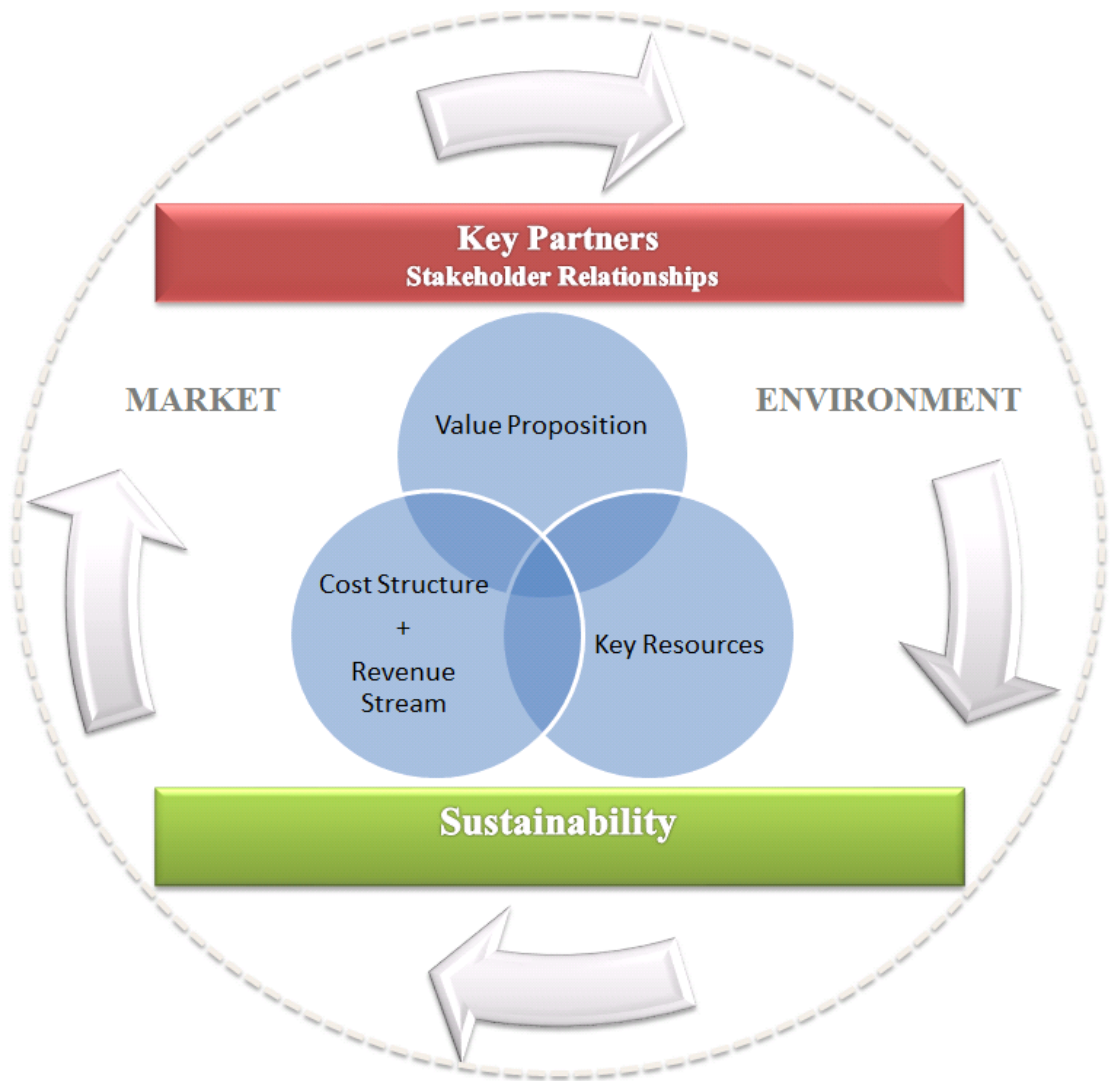 Key Partners
Stakeholder Relationships
MARKET
ENVIRONMENT
Value Proposition
Cost Structure
+
Revenue
Stream
Key Resources
Sustainability